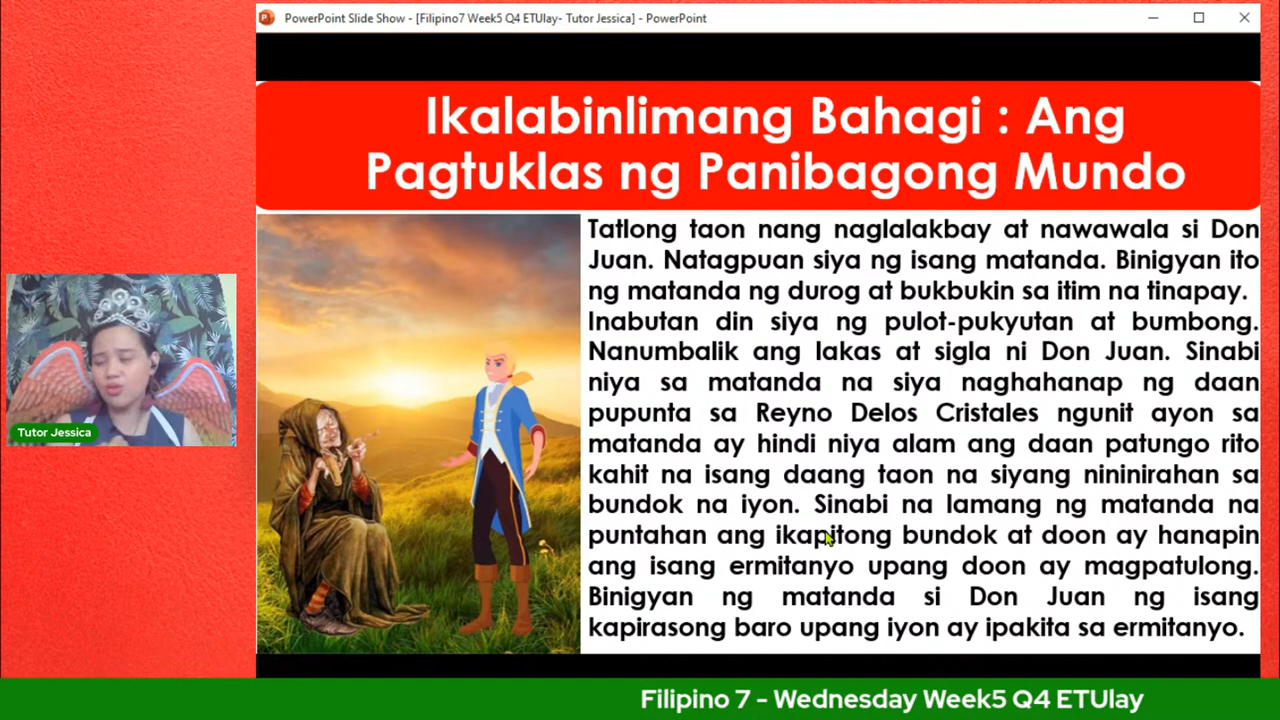 PowerPoint Slide Show - [Filipino7 Week5 Q4 ETUlay- Tutor Jessica] - PowerPoint
Ikalabinlimang Bahagi : Ang
Pagtuklas ng Panibagong Mundo
Tatlong taon nang naglalakbay at nawawala si Don
Juan. Natagpuan siya ng isang matanda. Binigyan ito
ng matanda ng durog at bukbukin sa itim na tinapay.
Inabutan din siya ng pulot-pukyutan at bumbong.
Nanumbalik ang lakas at sigla ni Don Juan. Sinabi
niya sa matanda na siya naghahanap ng daan
pupunta sa Reyno Delos Cristales ngunit ayon sa
matanda ay hindi niya alam ang daan patungo rito
kahit na isang daang taon na siyang nininirahan sa
bundok na iyon. Sinabi na lamang ng matanda na
puntahan ang ikapitong bundok at doon ay hanapin
ang isang ermitanyo upang doon ay magpatulong.
Binigyan ng matanda si Don Juan ng isang
kapirasong baro upang iyon ay ipakita sa ermitanyo.
Tutor Jessica
Filipino 7 - Wednesday Week5 Q4 ETUlay